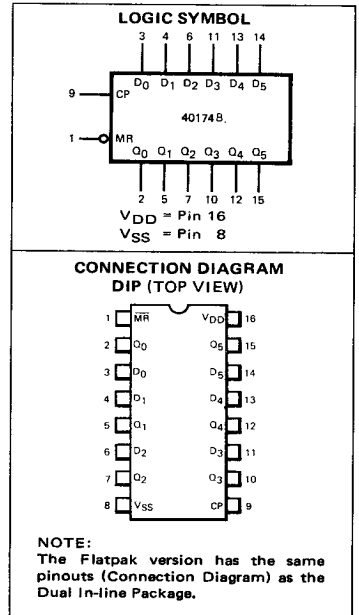 LOGIC SYMBOL
3 4 6 11 13 14
D0 D1 D2 D3 D4 D5
9 CP
40174B.
1 MR
Q0 Q1 Q2 Q3 Q4 Q5
2 5 7 10 12 15
VDD = Pin 16
VSS = Pin 8
CONNECTION DIAGRAM
DIP (TOP VIEW)
1 M̅R̅ VDD 16
2 Q0 Q5 15
3 D0 D5 14
4 D1 D4 13
5 Q1 Q4 12
6 D2 D3 11
7 Q2 Q3 10
8 VSS CP 9
NOTE:
The Flatpak version has the same
pinouts (Connection Diagram) as the
Dual In-line Package.